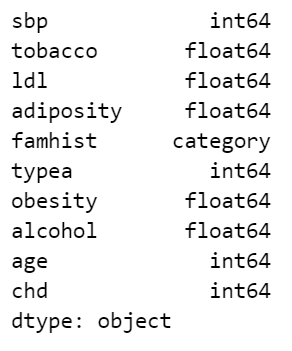 sbp int64
tobacco float64
ldl float64
adiposity float64
famhist category
typea int64
obesity float64
alcohol float64
age int64
chd int64
dtype: object